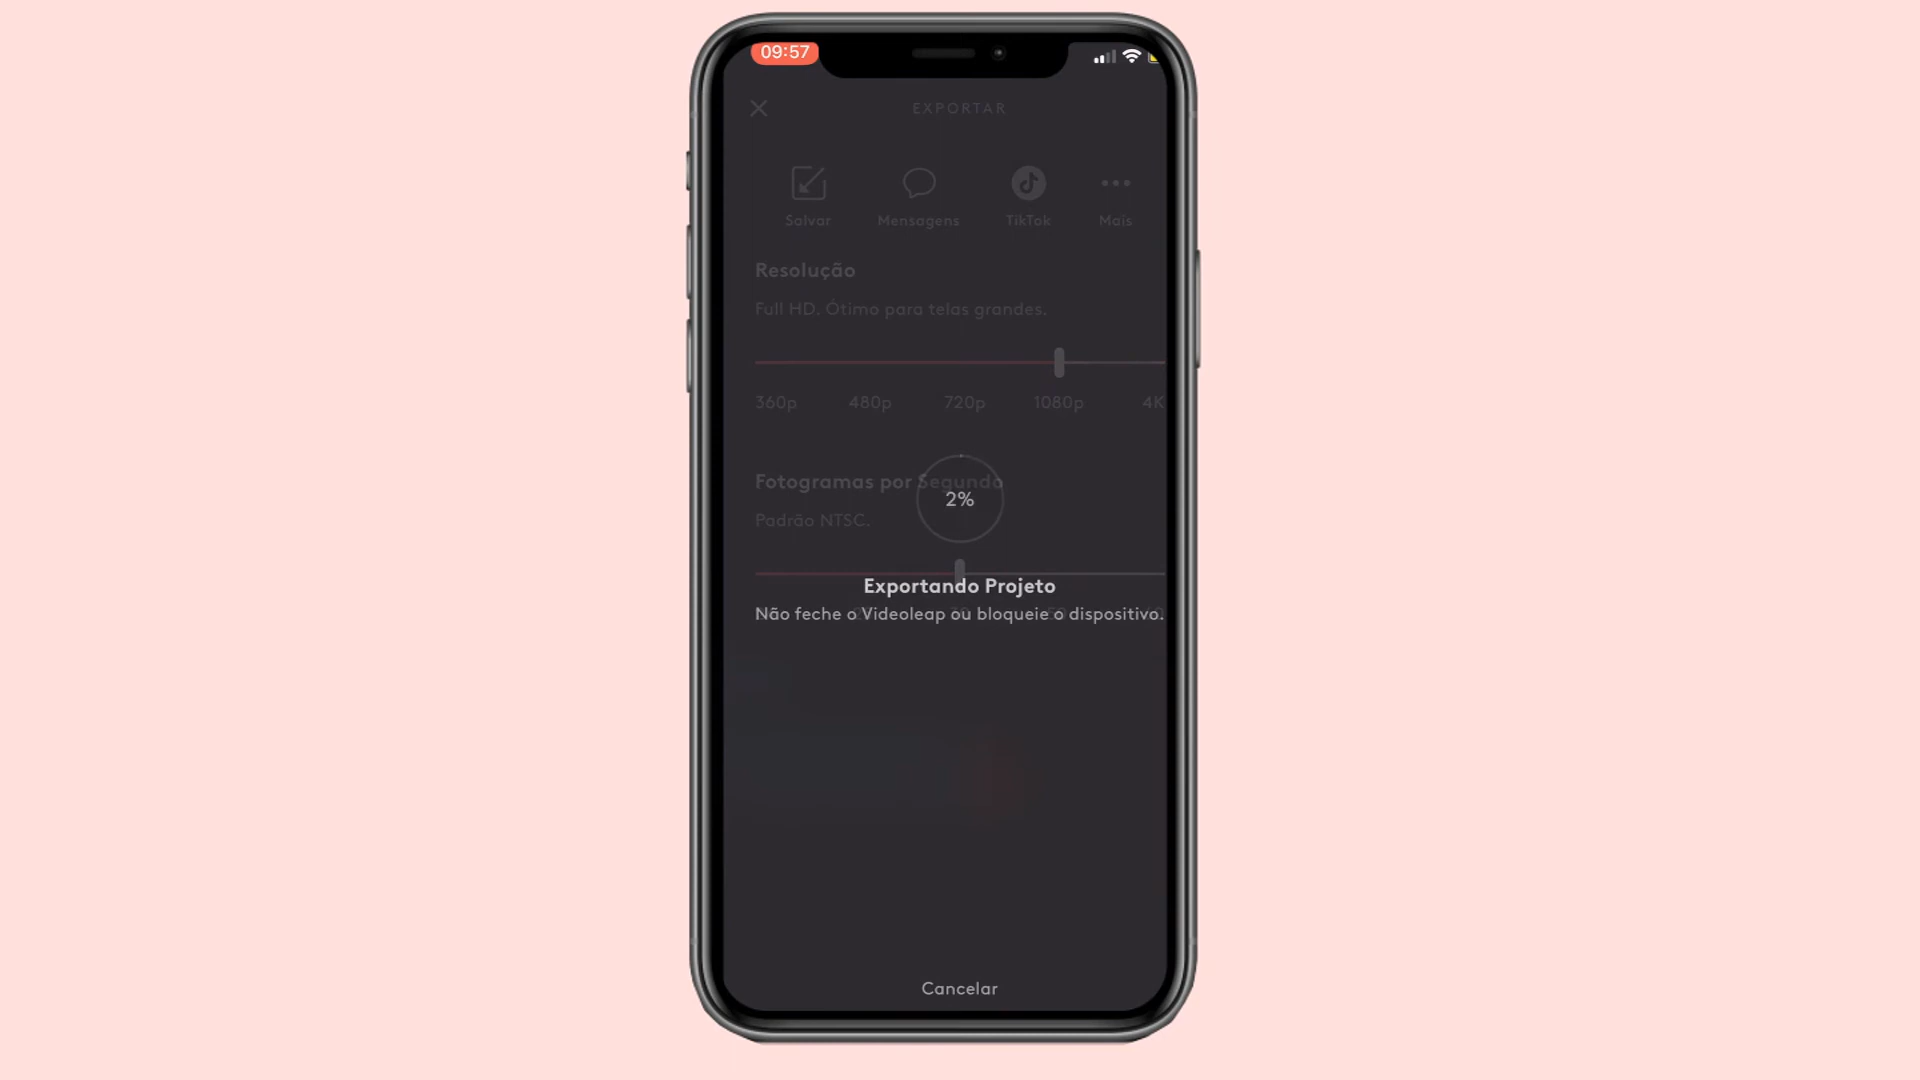 09:57
EXPORTAR
Salvar
Mensagens
TikTok
Mais
Resolução
Full HD. Ótimo para telas grandes.
360p 480p 720p 1080p 4K
Fotogramas por Segundo
Padrão NTSC.
2%
Exportando Projeto
Não feche o Videoleap ou bloqueie o dispositivo.
Cancelar